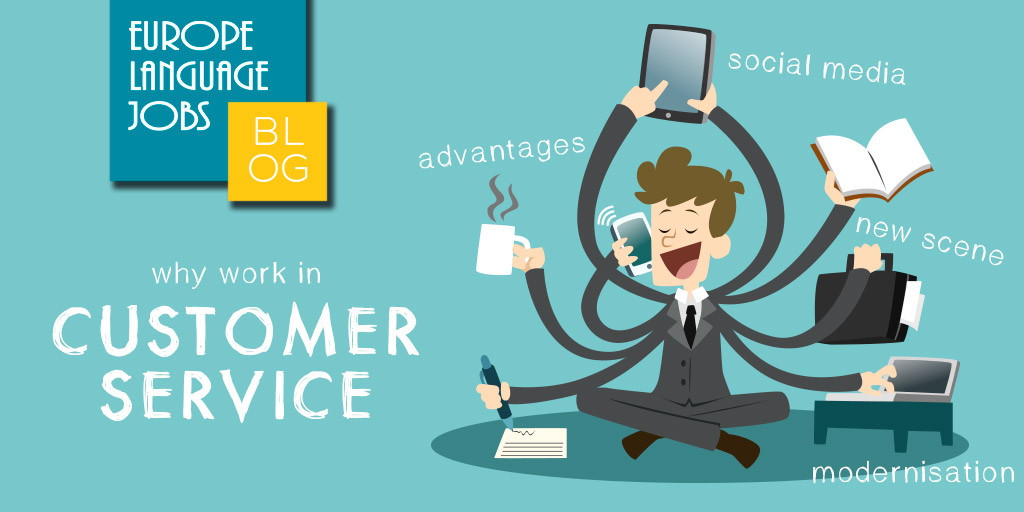 EUROPE
LANGUAGE
JOBS
BL
OG
social media
advantages
new scene
why work in
CUSTOMER
SERVICE
modernisation